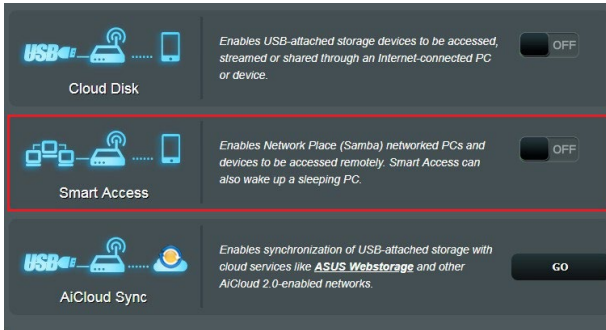 USB
Cloud Disk
Enables USB-attached storage devices to be accessed,
streamed or shared through an Internet-connected PC
or device.
OFF
Smart Access
Enables Network Place (Samba) networked PCs and
devices to be accessed remotely. Smart Access can
also wake up a sleeping PC.
OFF
USB
AiCloud Sync
Enables synchronization of USB-attached storage with
cloud services like ASUS Webstorage and other
AiCloud 2.0-enabled networks.
GO